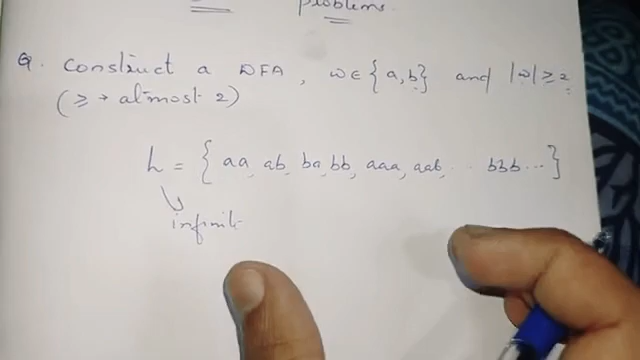 problems.
Q. Construct a DFA, w ∈ {a, b} and |w| ≥ 2
(≥ → almost 2)
L = { aa, ab, ba, bb, aaa, aab, .. bbb ... }
infinite